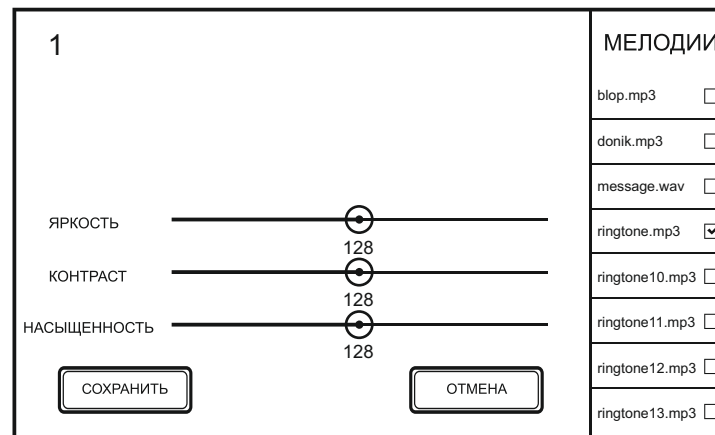 1
ЯРКОСТЬ
128
КОНТРАСТ
128
НАСЫЩЕННОСТЬ
128
СОХРАНИТЬ
ОТМЕНА
МЕЛОДИИ
blop.mp3
donik.mp3
message.wav
ringtone.mp3
ringtone10.mp3
ringtone11.mp3
ringtone12.mp3
ringtone13.mp3